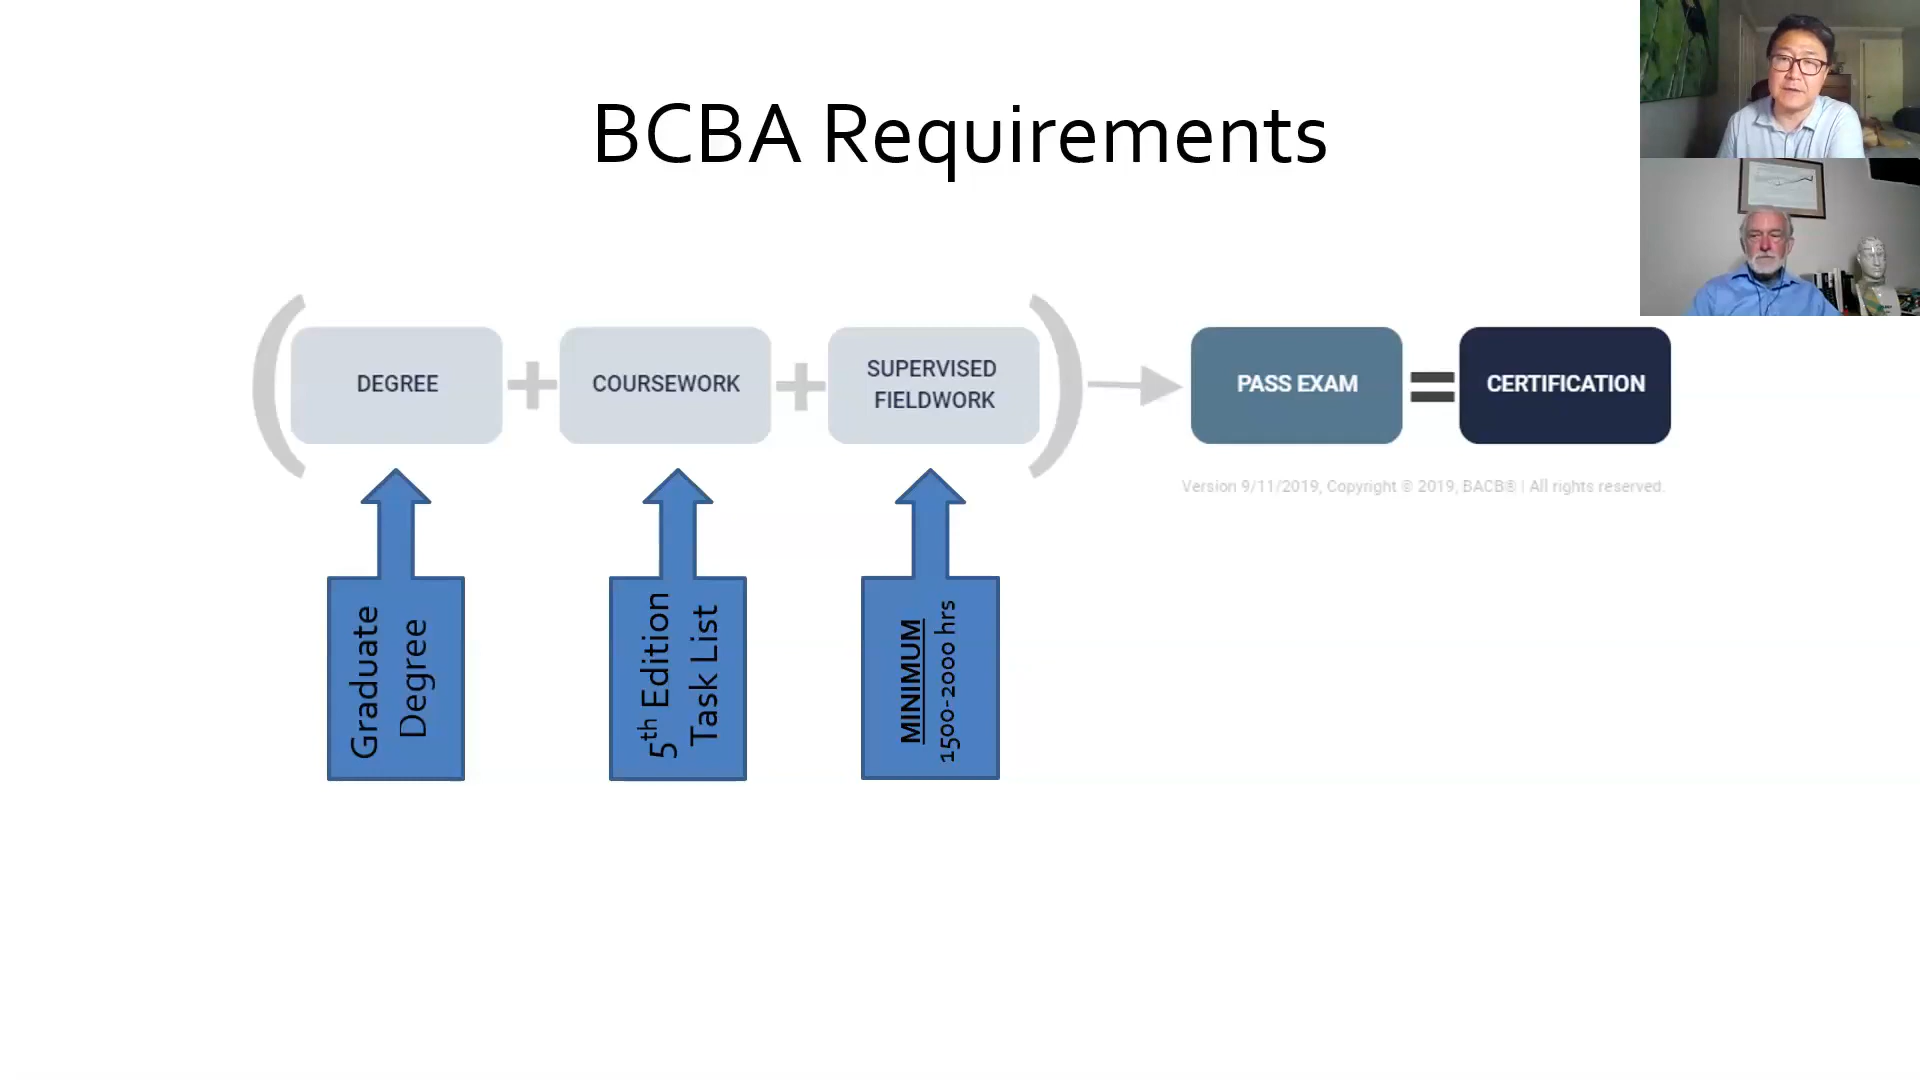 BCBA Requirements
DEGREE
COURSEWORK
SUPERVISED
FIELDWORK
PASS EXAM
CERTIFICATION
Version 9/11/2019, Copyright © 2019, BACB® | All rights reserved.
Graduate
Degree
5th Edition
Task List
MINIMUM
1500-2000 hrs